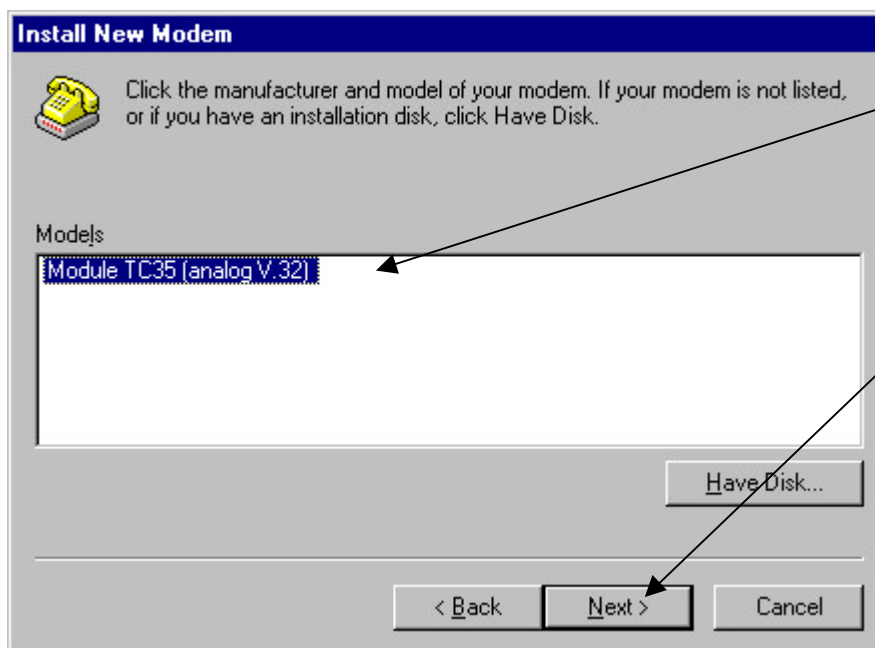 Install New Modem
Click the manufacturer and model of your modem. If your modem is not listed,
or if you have an installation disk, click Have Disk.
Models
Module TC35 (analog V.32)
Have Disk...
< Back
Next >
Cancel